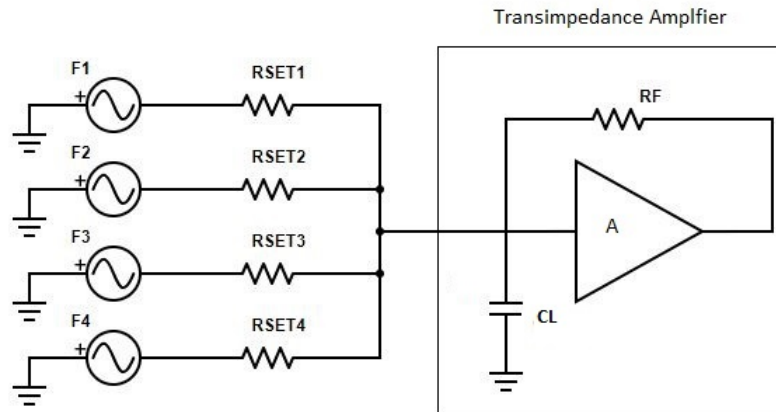 Transimpedance Amplfier
F1
+
RSET1
RF
F2
+
RSET2
A
F3
+
RSET3
CL
F4
+
RSET4